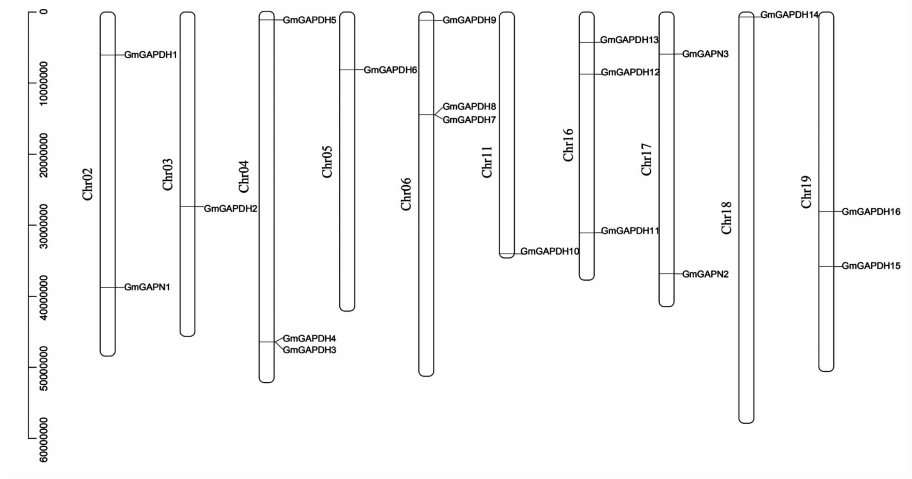 0
10000000
20000000
30000000
40000000
50000000
60000000
Chr02
GmGAPDH1
GmGAPN1
Chr03
GmGAPDH2
Chr04
GmGAPDH5
GmGAPDH4
GmGAPDH3
Chr05
GmGAPDH6
Chr06
GmGAPDH9
GmGAPDH8
GmGAPDH7
Chr11
GmGAPDH10
Chr16
GmGAPDH13
GmGAPDH12
GmGAPDH11
Chr17
GmGAPN3
GmGAPN2
Chr18
GmGAPDH14
Chr19
GmGAPDH16
GmGAPDH15